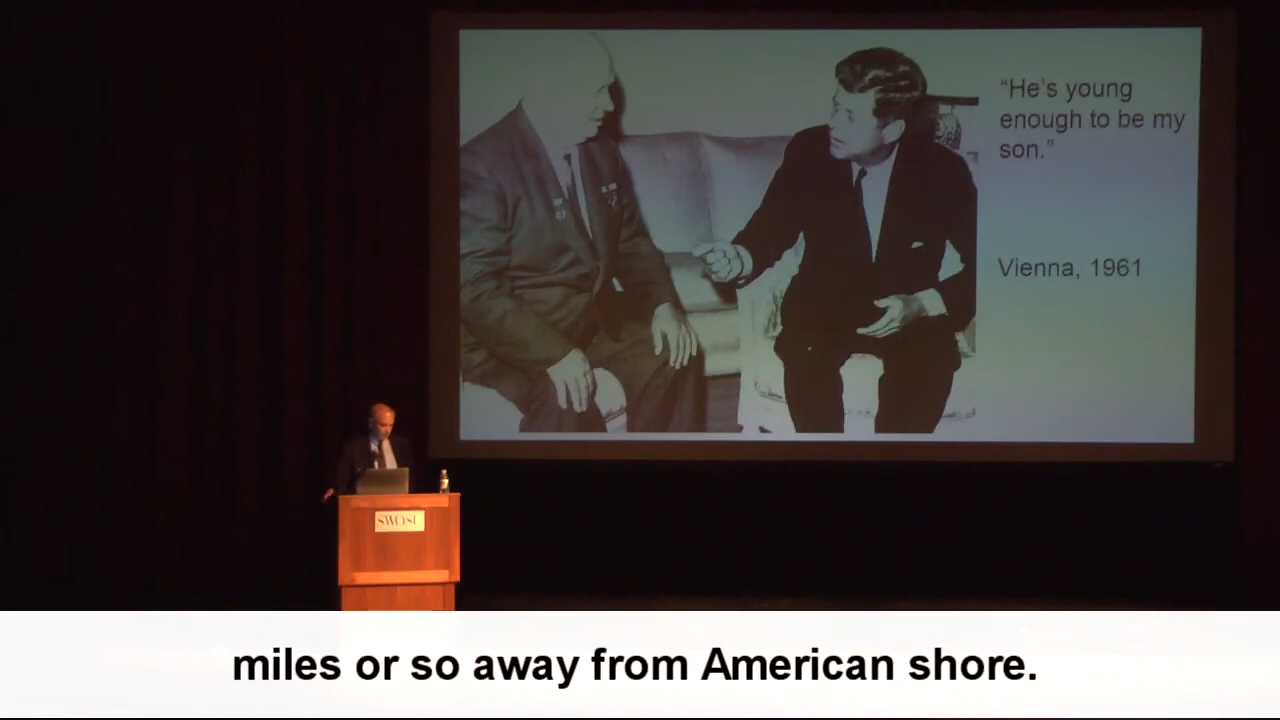 "He's young
enough to be my
son."
Vienna, 1961
SWOSU
miles or so away from American shore.